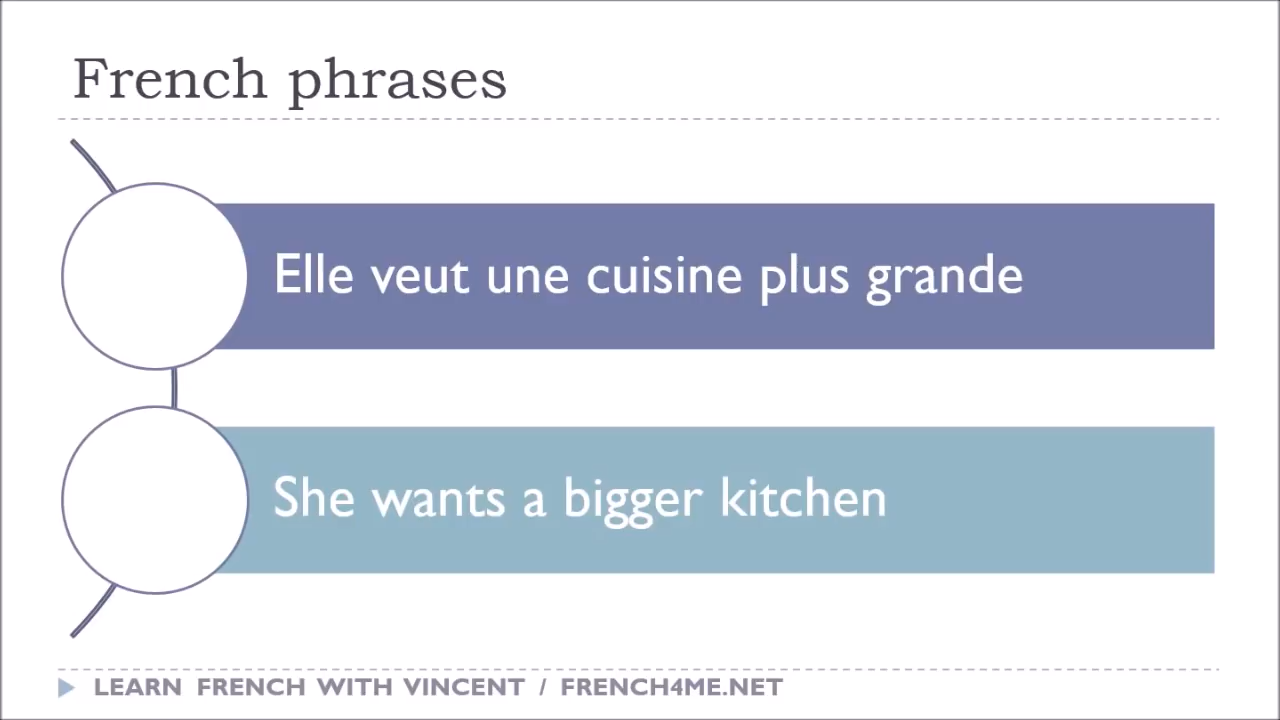 French phrases
Elle veut une cuisine plus grande
She wants a bigger kitchen
LEARN FRENCH WITH VINCENT / FRENCH4ME.NET